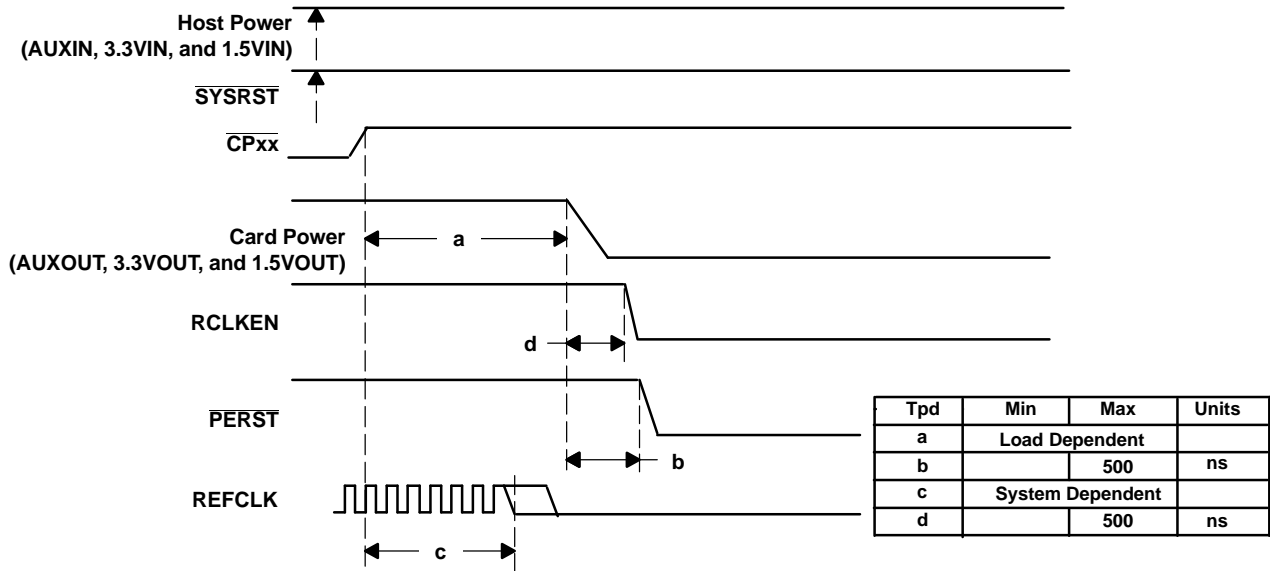 Host Power
(AUXIN, 3.3VIN, and 1.5VIN)
SYSRST
CPxx
Card Power
(AUXOUT, 3.3VOUT, and 1.5VOUT)
a
RCLKEN
d
PERST
b
REFCLK
c
Tpd Min Max Units
a Load Dependent
b 500 ns
c System Dependent
d 500 ns